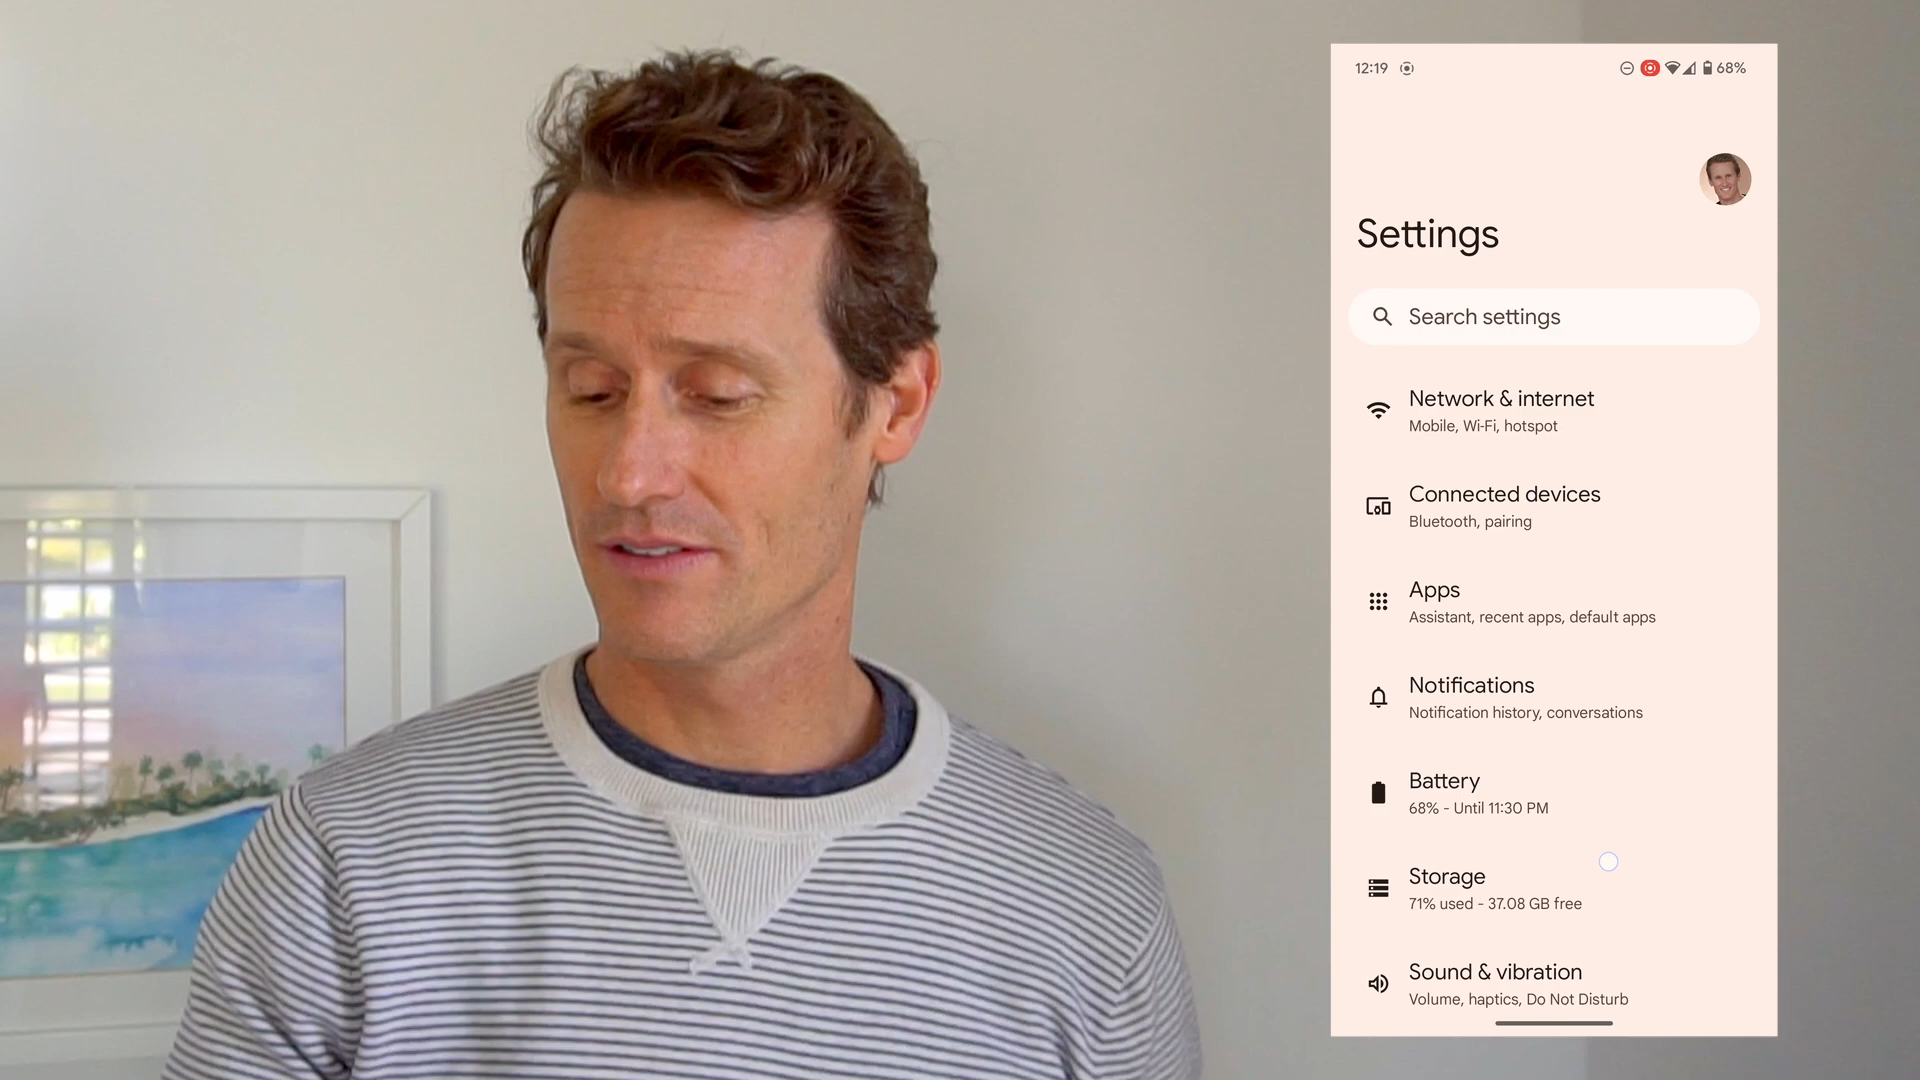 12:19
68%
Settings
Search settings
Network & internet
Mobile, Wi-Fi, hotspot
Connected devices
Bluetooth, pairing
Apps
Assistant, recent apps, default apps
Notifications
Notification history, conversations
Battery
68% - Until 11:30 PM
Storage
71% used - 37.08 GB free
Sound & vibration
Volume, haptics, Do Not Disturb